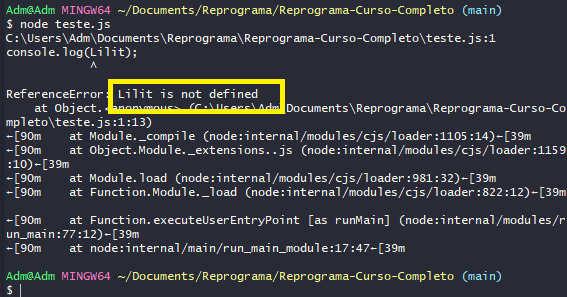 Adm@Adm MINGW64 ~/Documents/Reprograma/Reprograma-Curso-Completo (main)
$ node teste.js
C:\Users\Adm\Documents\Reprograma\Reprograma-Curso-Completo\teste.js:1
console.log(Lilit);
            ^
ReferenceError: Lilit is not defined
    at Object.<anonymous> (C:\Users\Adm\Documents\Reprograma\Reprograma-Curso-Co
mpleto\teste.js:1:13)
←[90m    at Module._compile (node:internal/modules/cjs/loader:1105:14)←[39m
←[90m    at Object.Module._extensions..js (node:internal/modules/cjs/loader:1159
:10)←[39m
←[90m    at Module.load (node:internal/modules/cjs/loader:981:32)←[39m
←[90m    at Function.Module._load (node:internal/modules/cjs/loader:822:12)←[39m
←[90m    at Function.executeUserEntryPoint [as runMain] (node:internal/modules/r
un_main:77:12)←[39m
←[90m    at node:internal/main/run_main_module:17:47←[39m
Adm@Adm MINGW64 ~/Documents/Reprograma/Reprograma-Curso-Completo (main)
$